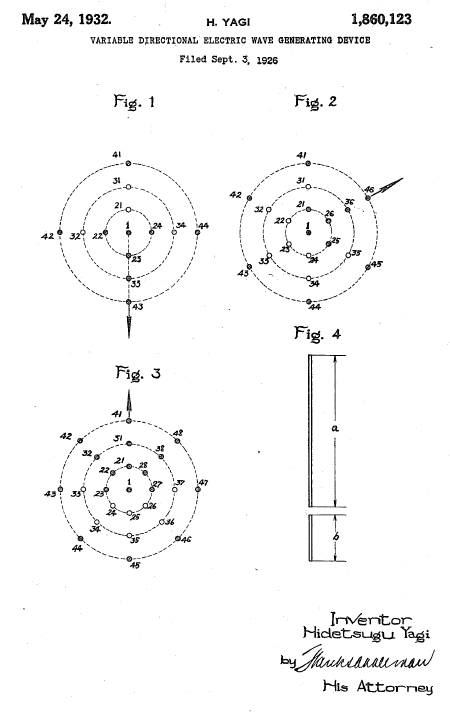 May 24, 1932. H. YAGI 1,860,123
VARIABLE DIRECTIONAL ELECTRIC WAVE GENERATING DEVICE
Filed Sept. 3, 1926
Fig. 1 Fig. 2
41 41
31 31 46
42 21 36
32 22 21 26
42 32 22 1 24 34 44 1
23 23 25
33 33 24 35
43 43 34 45
44
Fig. 3 Fig. 4
41
42 31 48
32 21 38
22 28 a
1
43 33 23 27 37 47
24 25 26
34 35 36 b
44 46
45
Inventor
Hidetsugu Yagi
by
His Attorney